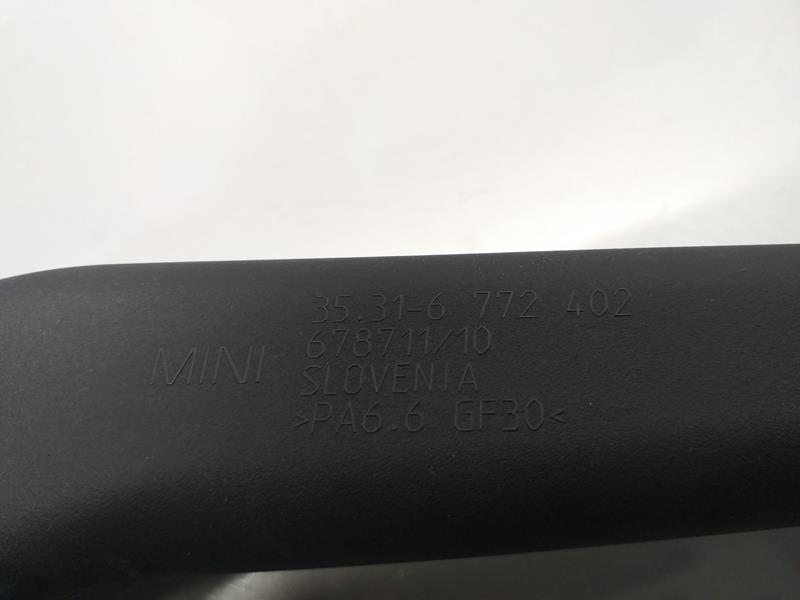 35.31-6 772 402
678711/10
MINI
SLOVENIA
>PA6.6 GF30<